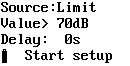 Source:Limit
Value> 70dB
Delay:  0s
Start setup